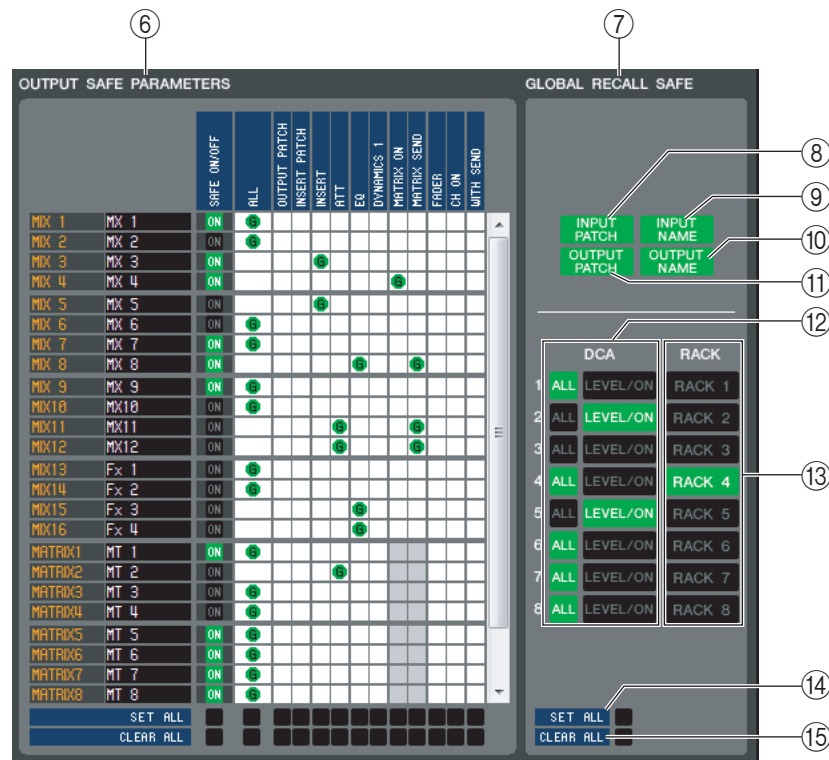 ⑥ ⑦
OUTPUT SAFE PARAMETERS
SAFE ON/OFF
ALL
OUTPUT PATCH
INSERT PATCH
INSERT
ATT
EQ
DYNAMICS 1
MATRIX ON
MATRIX SEND
FADER
CH ON
WITH SEND
MIX 1 MX 1 ON G
MIX 2 MX 2 ON G
MIX 3 MX 3 ON G
MIX 4 MX 4 ON G
MIX 5 MX 5 ON G
MIX 6 MX 6 ON G
MIX 7 MX 7 ON G
MIX 8 MX 8 ON G G
MIX 9 MX 9 ON G
MIX10 MX10 ON G
MIX11 MX11 ON G G
MIX12 MX12 ON G G
MIX13 Fx 1 ON G
MIX14 Fx 2 ON G
MIX15 Fx 3 ON G
MIX16 Fx 4 ON G
MATRIX1 MT 1 ON G
MATRIX2 MT 2 ON G
MATRIX3 MT 3 ON G
MATRIX4 MT 4 ON G
MATRIX5 MT 5 ON G
MATRIX6 MT 6 ON G
MATRIX7 MT 7 ON G
MATRIX8 MT 8 ON G
SET ALL
CLEAR ALL
GLOBAL RECALL SAFE
⑧
INPUT PATCH
INPUT NAME
⑨
OUTPUT PATCH
OUTPUT NAME
⑩
⑪
⑫
DCA RACK
1 ALL LEVEL/ON RACK 1
2 ALL LEVEL/ON RACK 2
3 ALL LEVEL/ON RACK 3
4 ALL LEVEL/ON RACK 4
⑬
5 ALL LEVEL/ON RACK 5
6 ALL LEVEL/ON RACK 6
7 ALL LEVEL/ON RACK 7
8 ALL LEVEL/ON RACK 8
⑭
SET ALL
CLEAR ALL
⑮